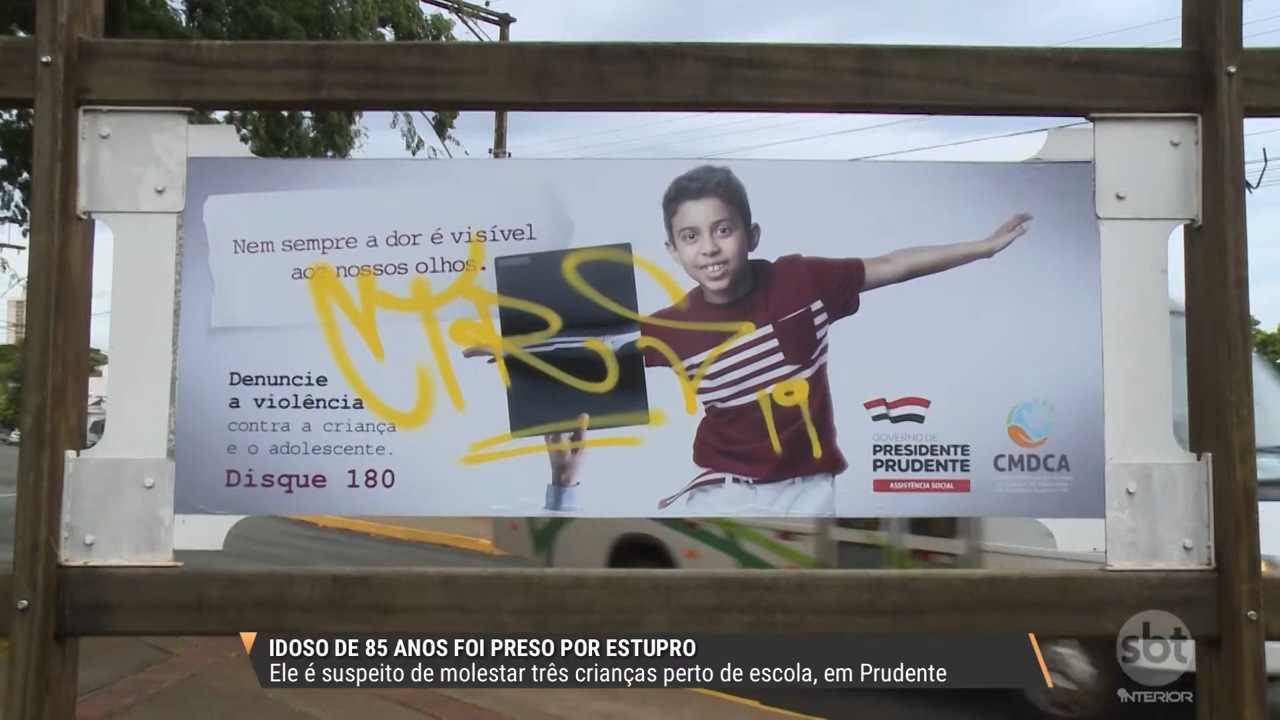 Nem sempre a dor é visível
aos nossos olhos.
Denuncie
a violência
contra a criança
e o adolescente.
Disque 180
19
GOVERNO DE
PRESIDENTE
PRUDENTE
ASSISTÊNCIA SOCIAL
CMDCA
IDOSO DE 85 ANOS FOI PRESO POR ESTUPRO
Ele é suspeito de molestar três crianças perto de escola, em Prudente
sbt
INTERIOR